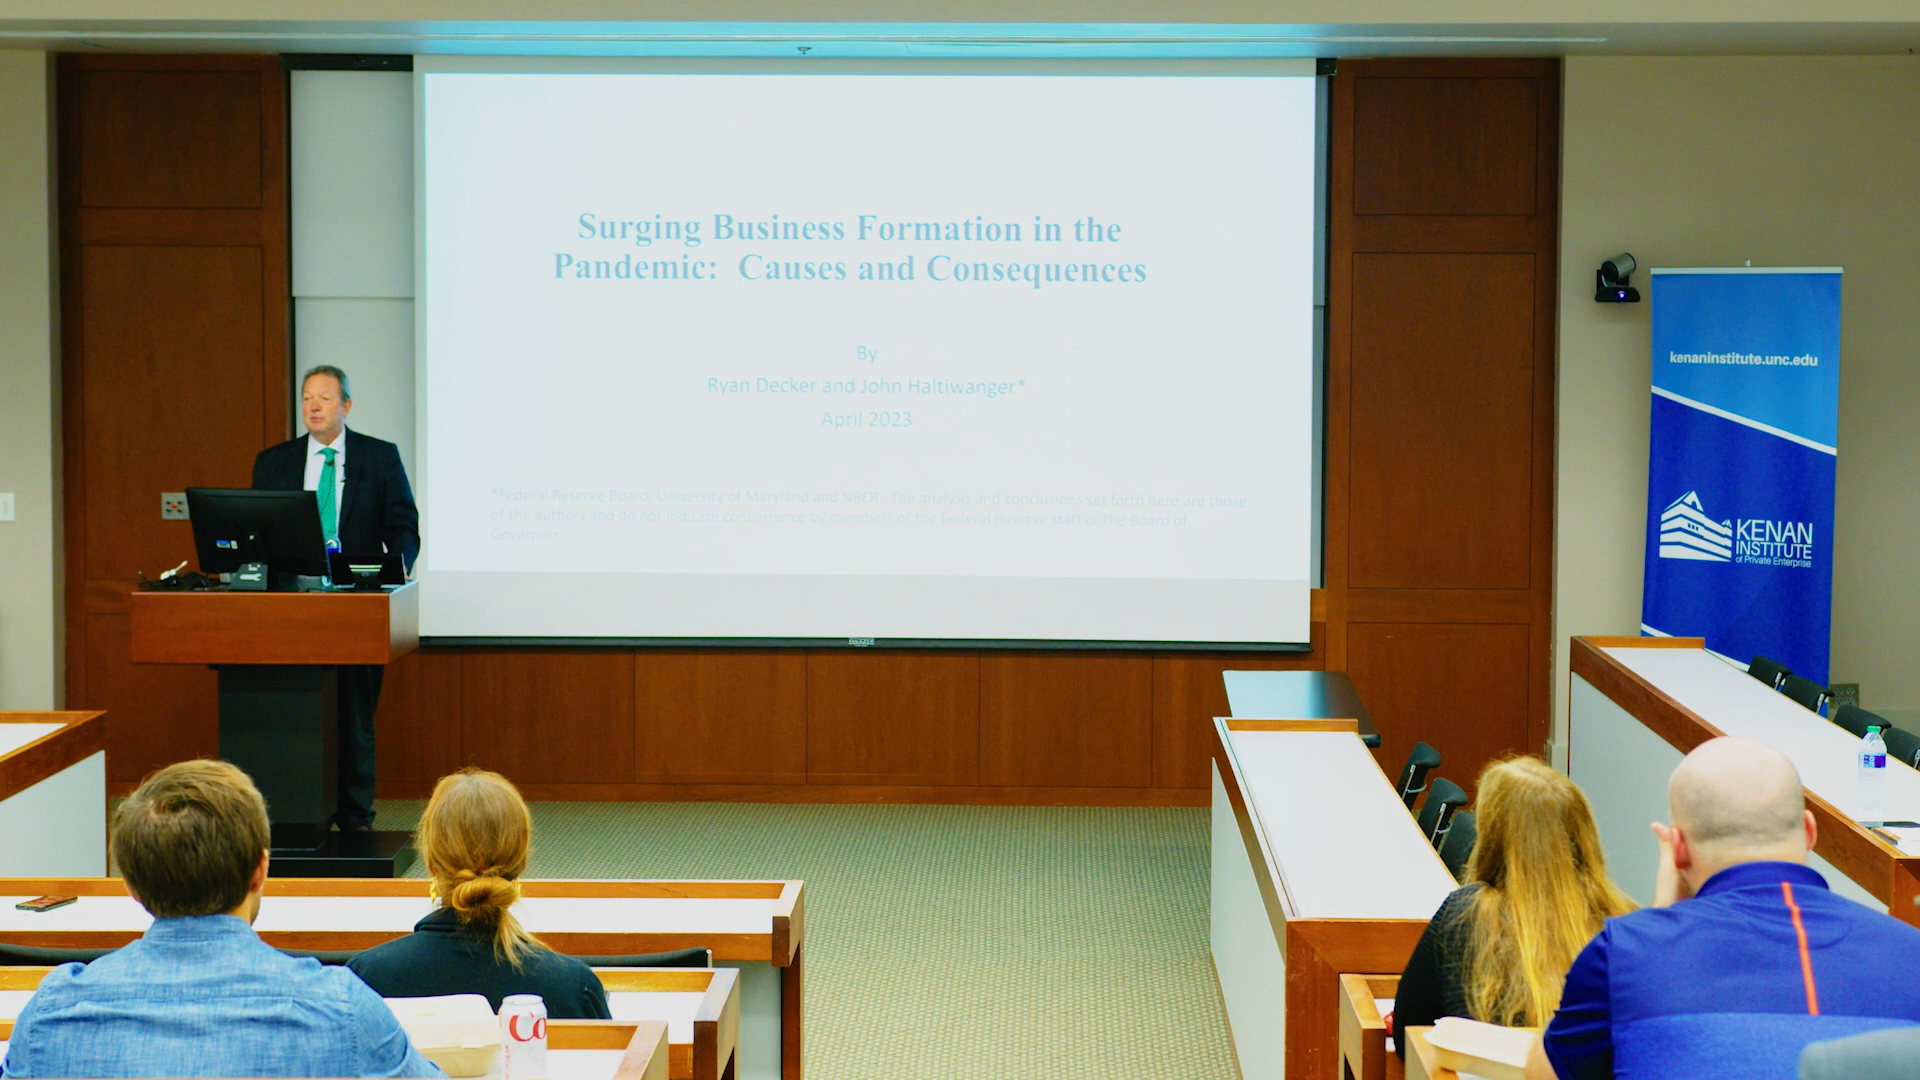 Surging Business Formation in the
Pandemic: Causes and Consequences
By
Ryan Decker and John Haltiwanger*
April 2023
*Federal Reserve Board; University of Maryland and NBER. The analysis and conclusions set forth here are those
of the authors and do not indicate concurrence by members of the Federal Reserve staff or the Board of
Governors.
kenaninstitute.unc.edu
KENAN
INSTITUTE
of Private Enterprise
Co